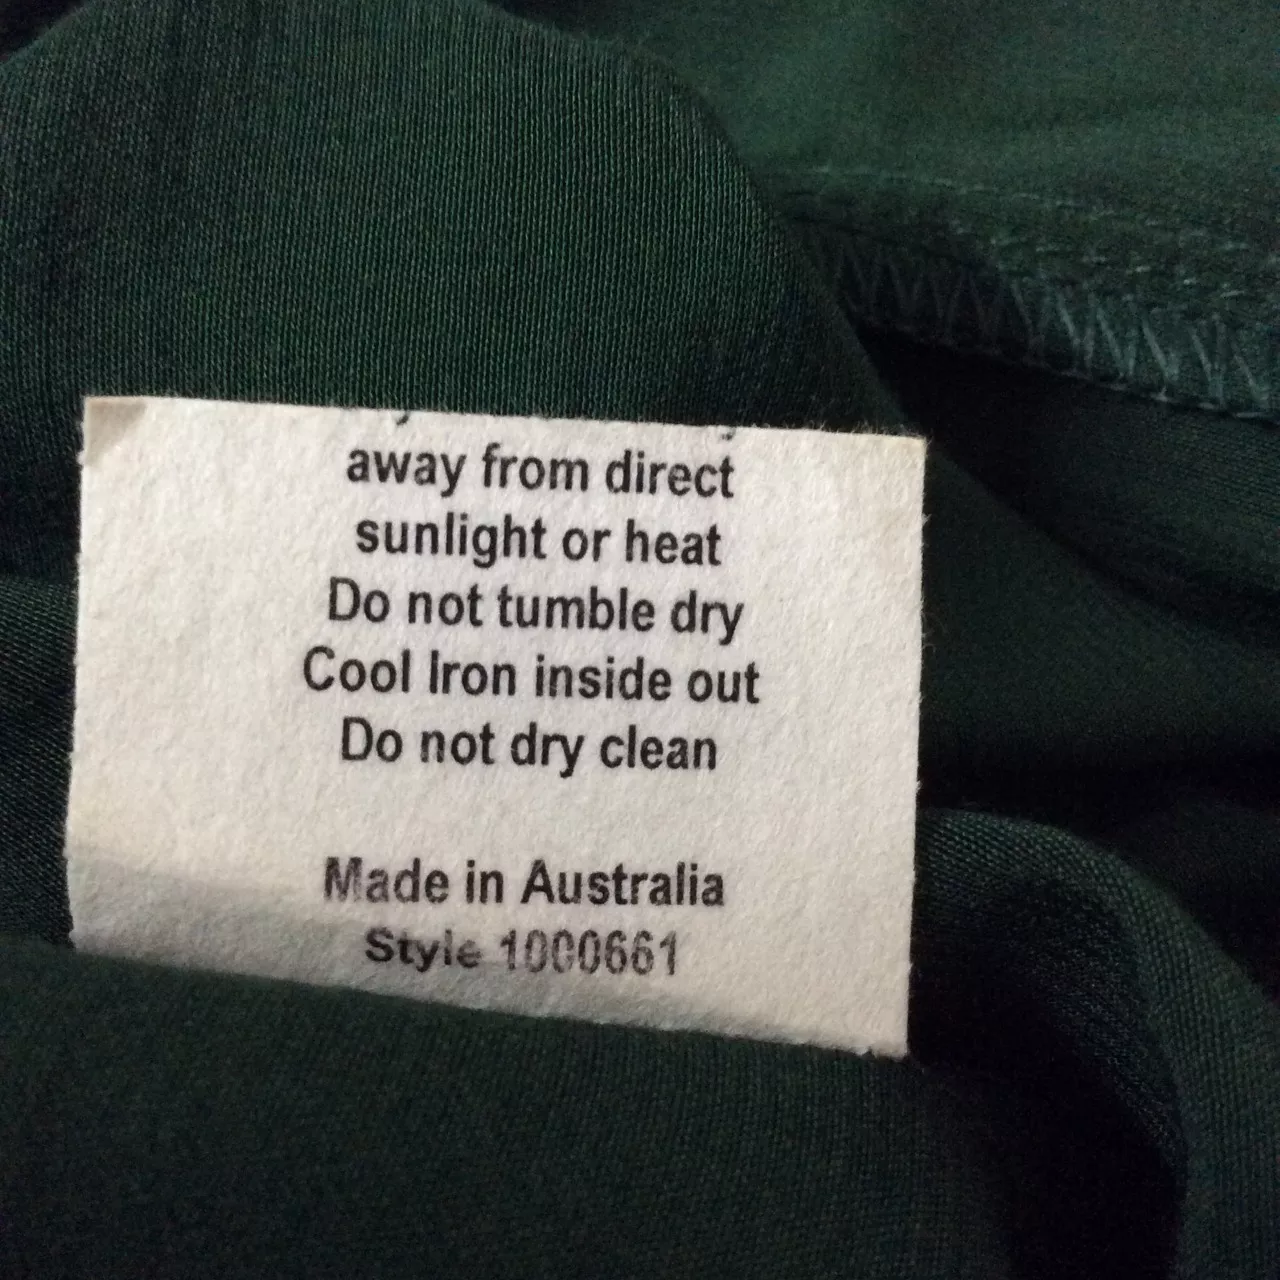 away from direct
sunlight or heat
Do not tumble dry
Cool Iron inside out
Do not dry clean
Made in Australia
Style 1000661